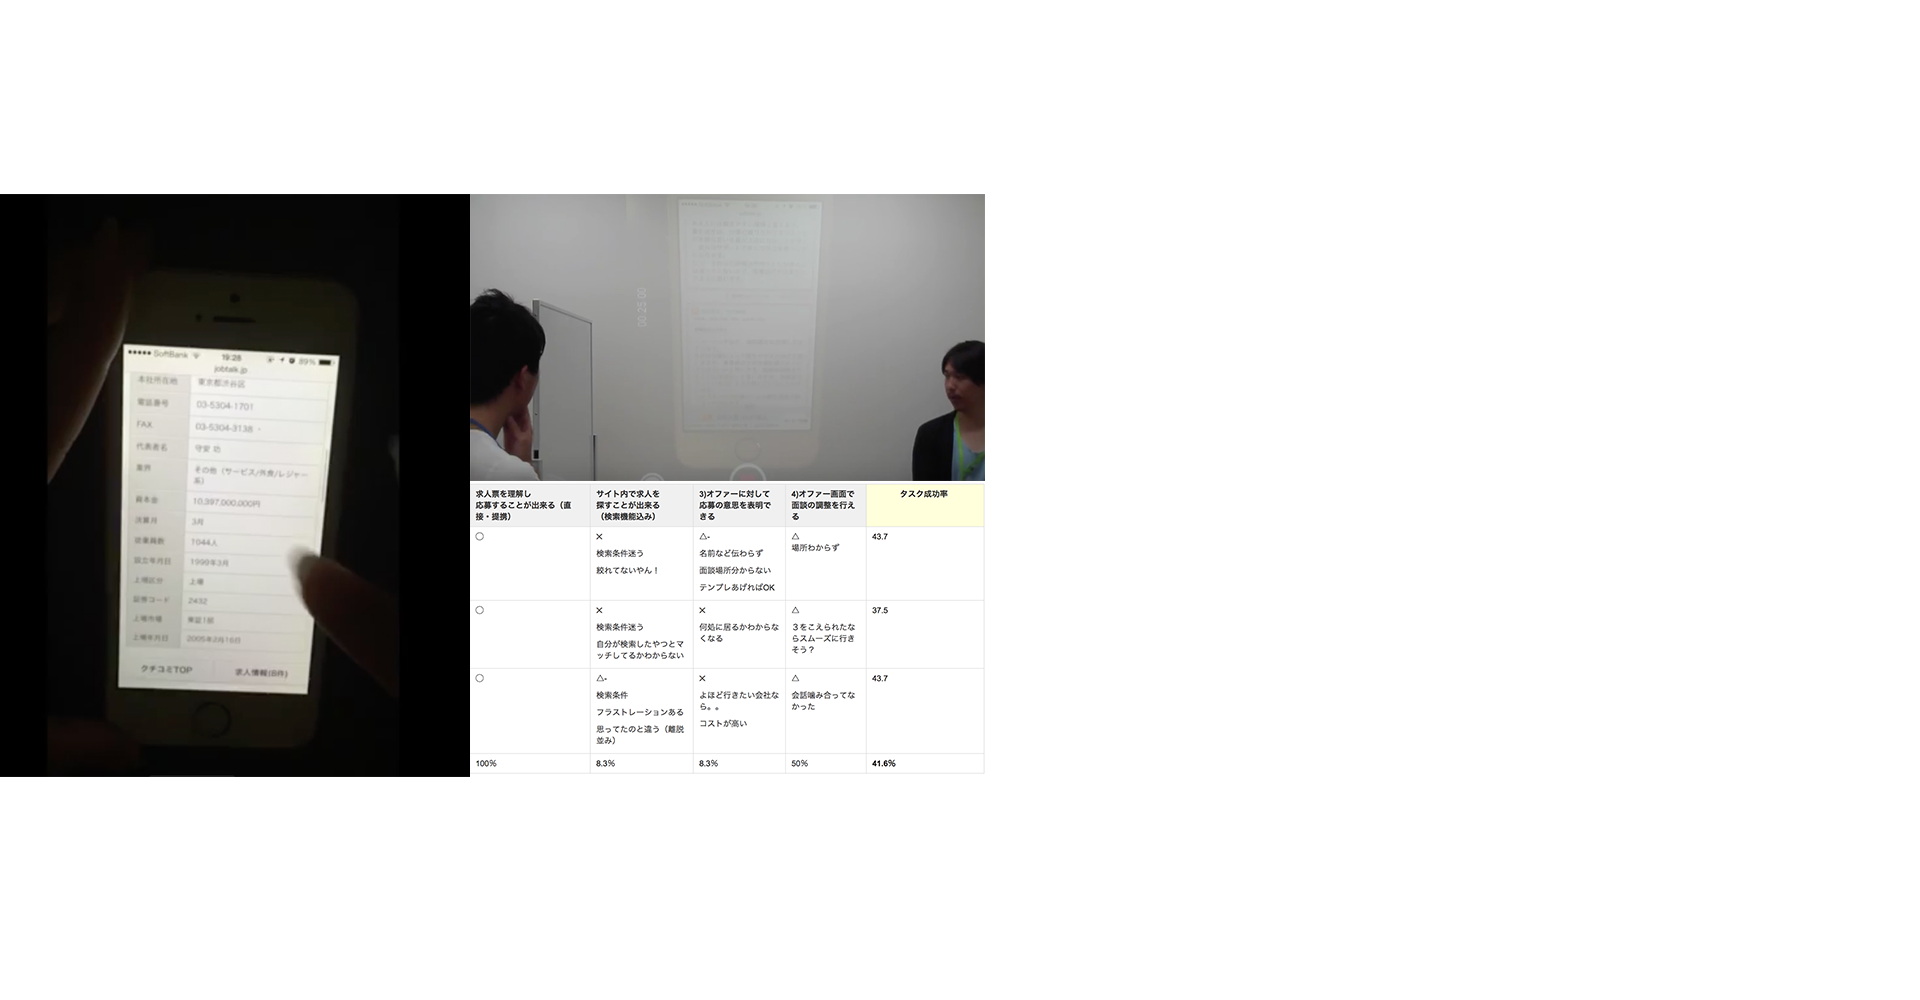 SoftBank 19:28 89%
jobtalk.jp
本社所在地 東京都渋谷区
電話番号 03-5304-1701
FAX 03-5304-3138
代表者名 守安 功
業界 その他（サービス/外食/レジャー
系）
資本金 10,397,000,000円
決算月 3月
従業員数 1044人
設立年月日 1999年3月
上場区分 上場
証券コード 2432
上場市場 東証1部
上場年月日 2005年2月16日
クチコミTOP 求人情報(8件)
00:25:00
求人票を理解し
応募することが出来る（直
接・提携）
サイト内で求人を
探すことが出来る
（検索機能込み）
3)オファーに対して
応募の意思を表明で
きる
4)オファー画面で
面談の調整を行え
る
タスク成功率
〇
×
検索条件迷う
絞れてないやん！
△-
名前など伝わらず
面談場所分からない
テンプレあげればOK
△
場所わからず
43.7
〇
×
検索条件迷う
自分が検索したやつとマ
ッチしてるかわからない
×
何処に居るかわからな
くなる
△
３をこえられたな
らスムーズに行き
そう？
37.5
〇
△-
検索条件
フラストレーションある
思ってたのと違う（離脱
並み）
×
よほど行きたい会社な
ら。。
コストが高い
△
会話噛み合ってな
かった
43.7
100%
8.3%
8.3%
50%
41.6%